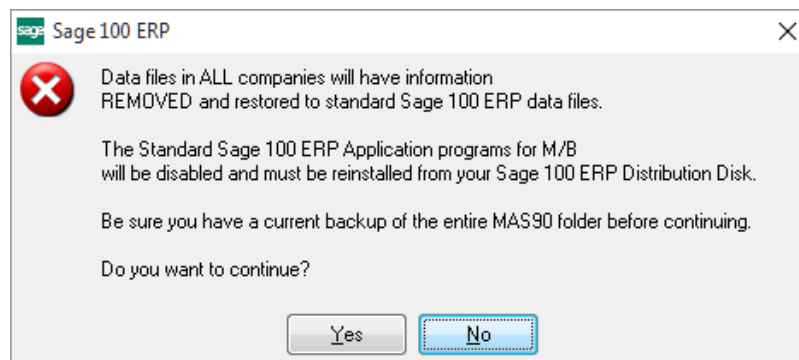 sage Sage 100 ERP
Data files in ALL companies will have information
REMOVED and restored to standard Sage 100 ERP data files.
The Standard Sage 100 ERP Application programs for M/B
will be disabled and must be reinstalled from your Sage 100 ERP Distribution Disk.
Be sure you have a current backup of the entire MAS90 folder before continuing.
Do you want to continue?
Yes No